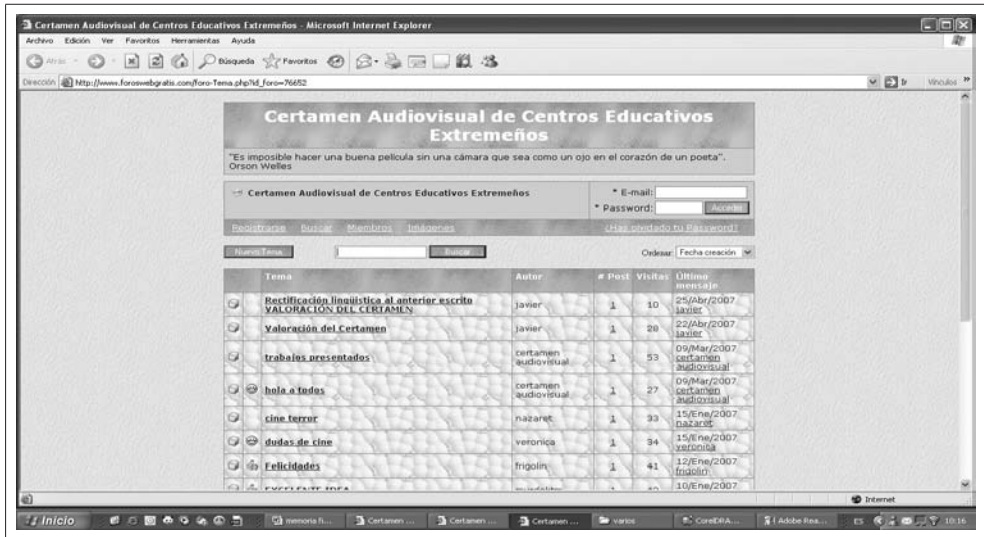 Certamen Audiovisual de Centros Educativos Extremeños - Microsoft Internet Explorer
Archivo Edición Ver Favoritos Herramientas Ayuda
Atrás Búsqueda Favoritos
Dirección http://www.foroswebgratis.com/foro-Tema.php?id_foro=76652 Ir Vínculos
Certamen Audiovisual de Centros Educativos
Extremeños
"Es imposible hacer una buena película sin una cámara que sea como un ojo en el corazón de un poeta".
Orson Welles
Certamen Audiovisual de Centros Educativos Extremeños
* E-mail:
* Password: Acceder
Registrarse Buscar Miembros Imágenes ¿Has olvidado tu Password?
Nuevo Tema Buscar Ordenar: Fecha creación
Tema Autor # Post Visitas Último
mensaje
Rectificación lingüistica al anterior escrito
VALORACIÓN DEL CERTAMEN javier 1 10 25/Abr/2007
javier
Valoración del Certamen javier 1 20 22/Abr/2007
javier
trabajos presentados certamen
audiovisual 1 53 09/Mar/2007
certamen
audiovisual
hola a todos certamen
audiovisual 1 27 09/Mar/2007
certamen
audiovisual
cine terror nazaret 1 33 15/Ene/2007
nazaret
dudas de cine veronica 1 34 15/Ene/2007
veronica
Felicidades frigolin 1 41 12/Ene/2007
frigolin
EXCELENTE IDEA 10/Ene/2007
Internet
Inicio memoria fi... Certamen ... Certamen ... Certamen ... varios CorelDRA... Adobe Rea... ES 10:16